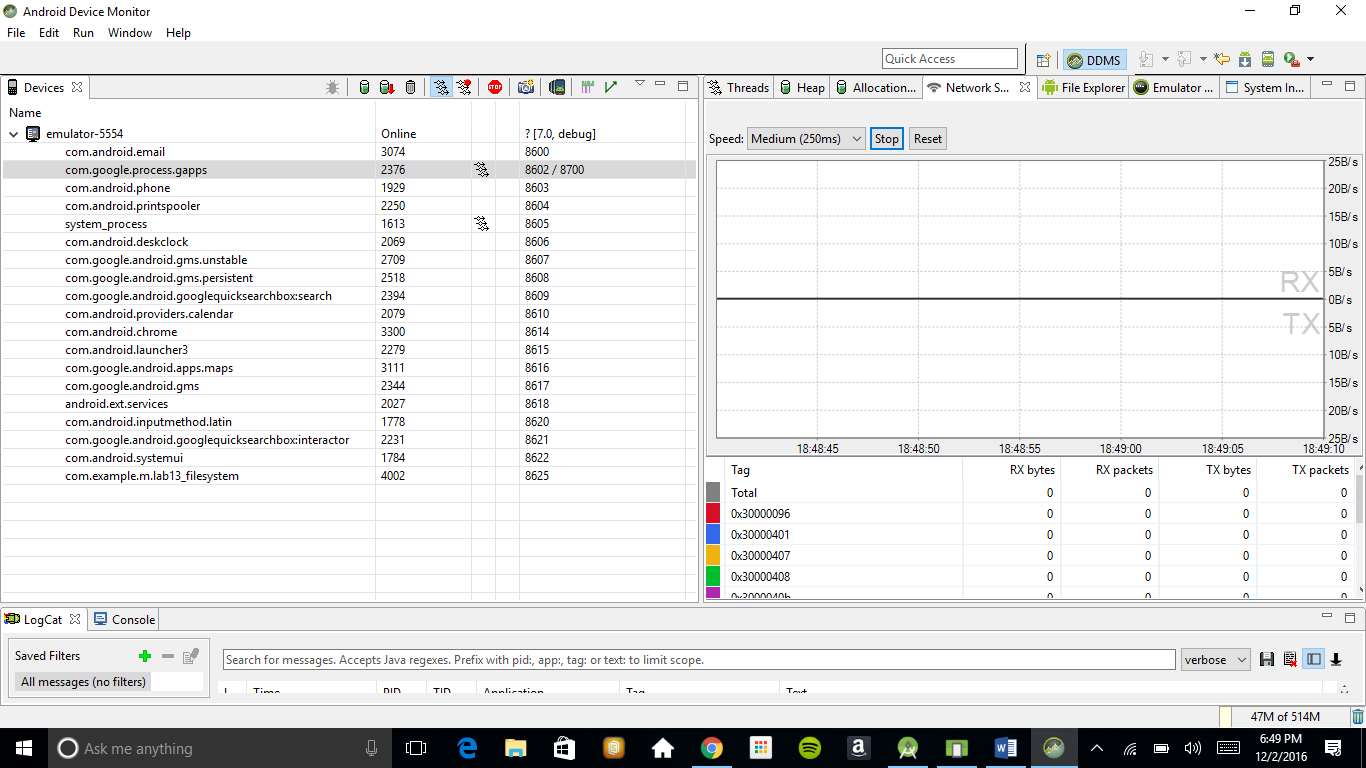 Android Device Monitor
File Edit Run Window Help
Quick Access DDMS
Devices
Name
emulator-5554 Online ? [7.0, debug]
com.android.email 3074 8600
com.google.process.gapps 2376 8602 / 8700
com.android.phone 1929 8603
com.android.printspooler 2250 8604
system_process 1613 8605
com.android.deskclock 2069 8606
com.google.android.gms.unstable 2709 8607
com.google.android.gms.persistent 2518 8608
com.google.android.googlequicksearchbox:search 2394 8609
com.android.providers.calendar 2079 8610
com.android.chrome 3300 8614
com.android.launcher3 2279 8615
com.google.android.apps.maps 3111 8616
com.google.android.gms 2344 8617
android.ext.services 2027 8618
com.android.inputmethod.latin 1778 8620
com.google.android.googlequicksearchbox:interactor 2231 8621
com.android.systemui 1784 8622
com.example.m.lab13_filesystem 4002 8625
Threads Heap Allocation... Network S... File Explorer Emulator ... System In...
Speed: Medium (250ms) Stop Reset
25B/s
20B/s
15B/s
10B/s
5B/s
RX
0B/s
TX
5B/s
10B/s
15B/s
20B/s
25B/s
18:48:45 18:48:50 18:48:55 18:49:00 18:49:05 18:49:10
Tag RX bytes RX packets TX bytes TX packets
Total 0 0 0 0
0x30000096 0 0 0 0
0x30000401 0 0 0 0
0x30000407 0 0 0 0
0x30000408 0 0 0 0
0x3000040b 0 0 0 0
LogCat Console
Saved Filters
All messages (no filters)
Search for messages. Accepts Java regexes. Prefix with pid:, app:, tag: or text: to limit scope. verbose
L Time PID TID Application Tag Text
47M of 514M
Ask me anything
6:49 PM
12/2/2016